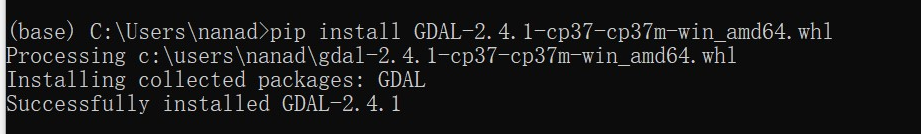 (base) C:\Users\nanad>pip install GDAL-2.4.1-cp37-cp37m-win_amd64.whl
Processing c:\users\nanad\gdal-2.4.1-cp37-cp37m-win_amd64.whl
Installing collected packages: GDAL
Successfully installed GDAL-2.4.1